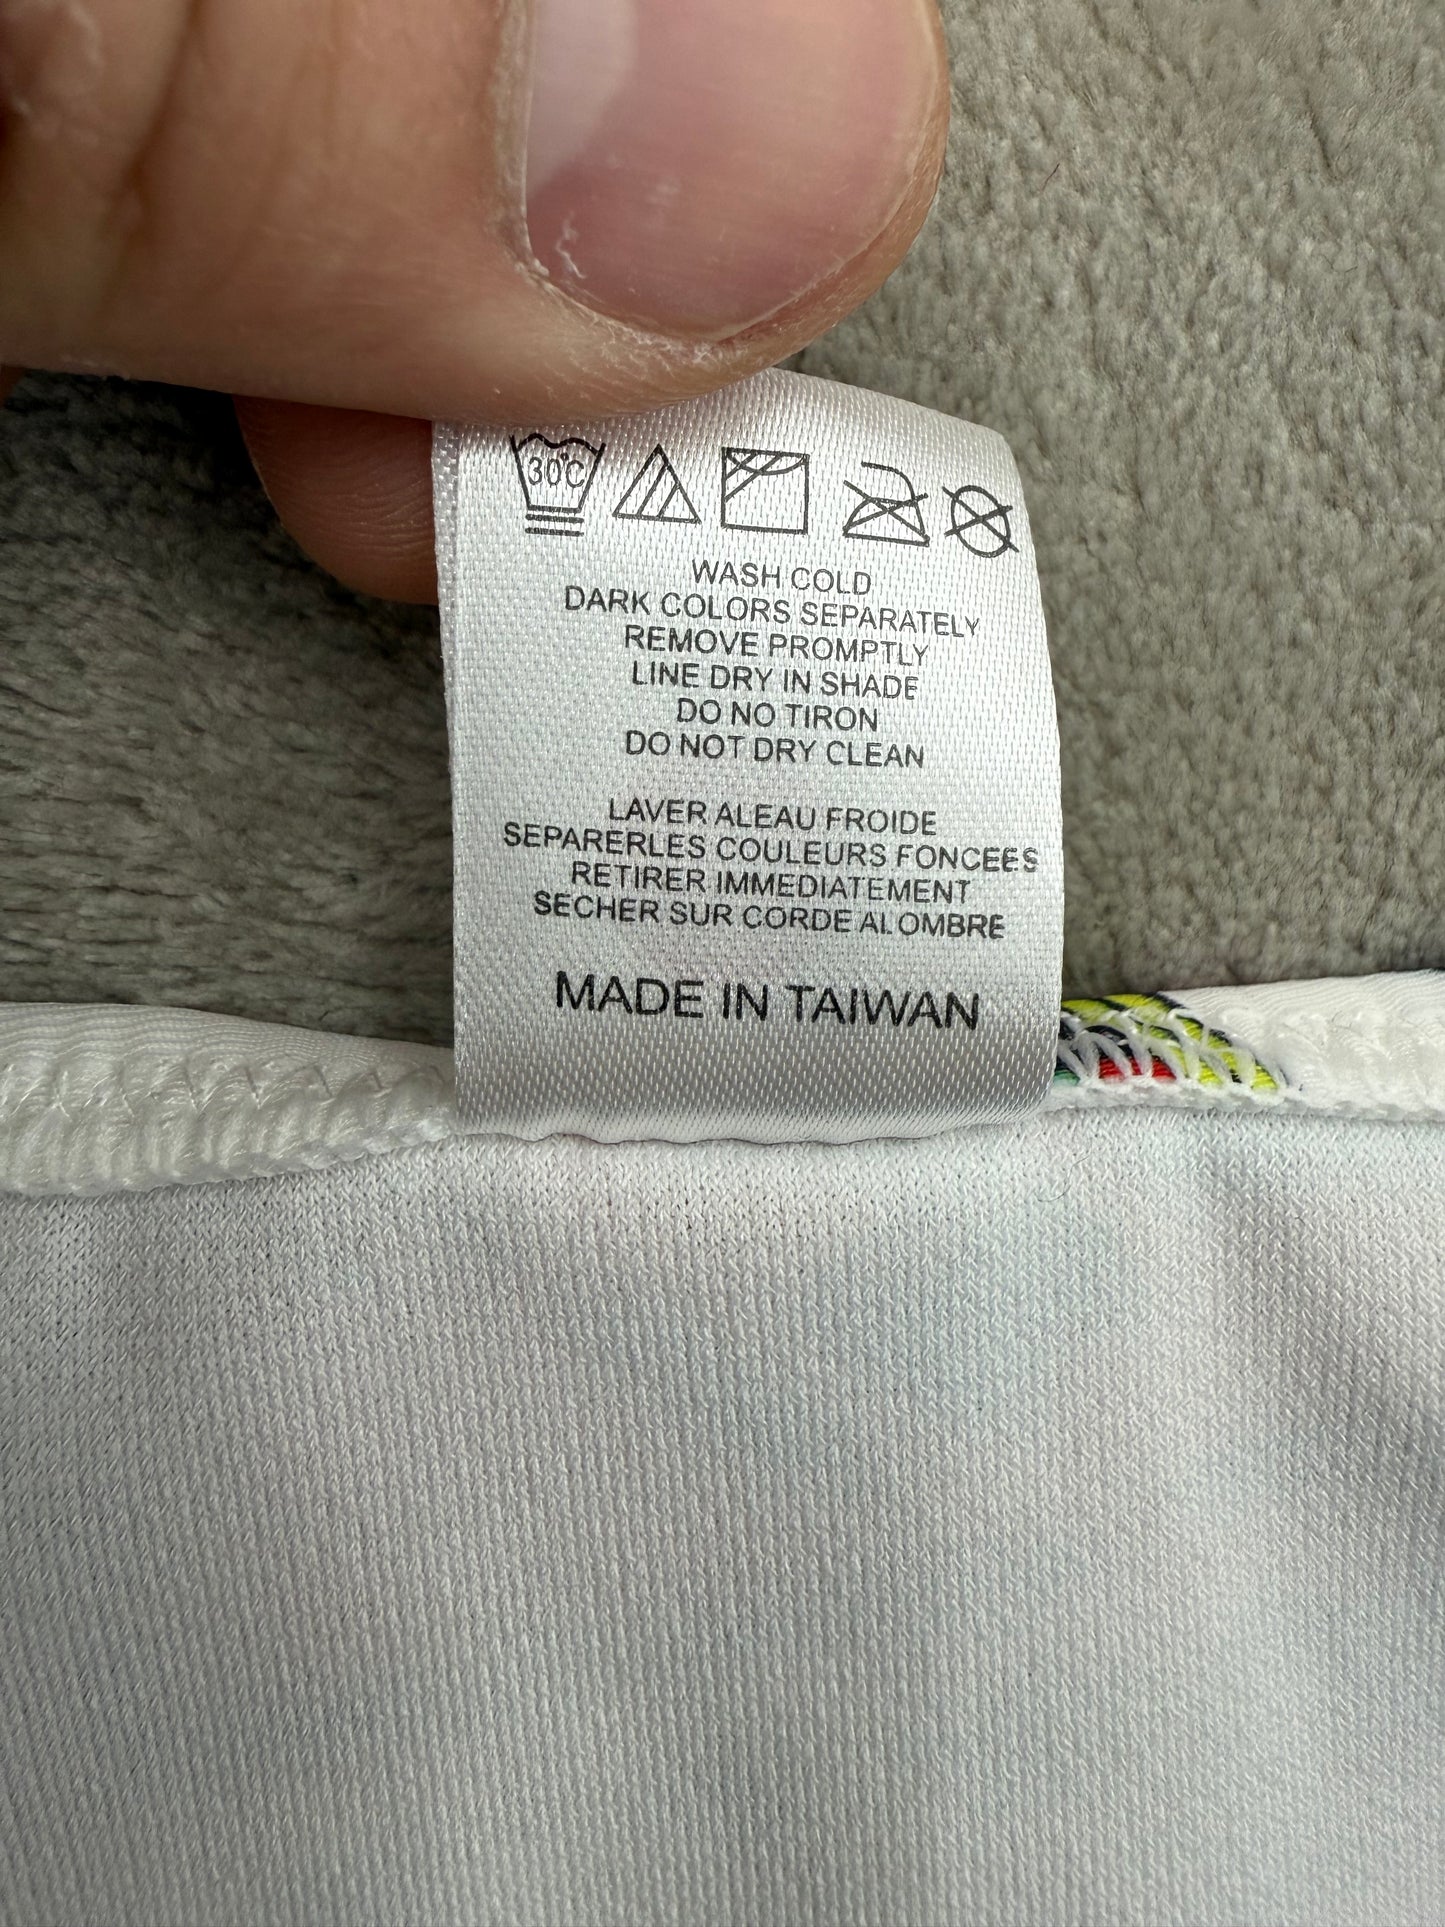 30°C
WASH COLD
DARK COLORS SEPARATELY
REMOVE PROMPTLY
LINE DRY IN SHADE
DO NO TIRON
DO NOT DRY CLEAN
LAVER ALEAU FROIDE
SEPARERLES COULEURS FONCEES
RETIRER IMMEDIATEMENT
SECHER SUR CORDE ALOMBRE
MADE IN TAIWAN